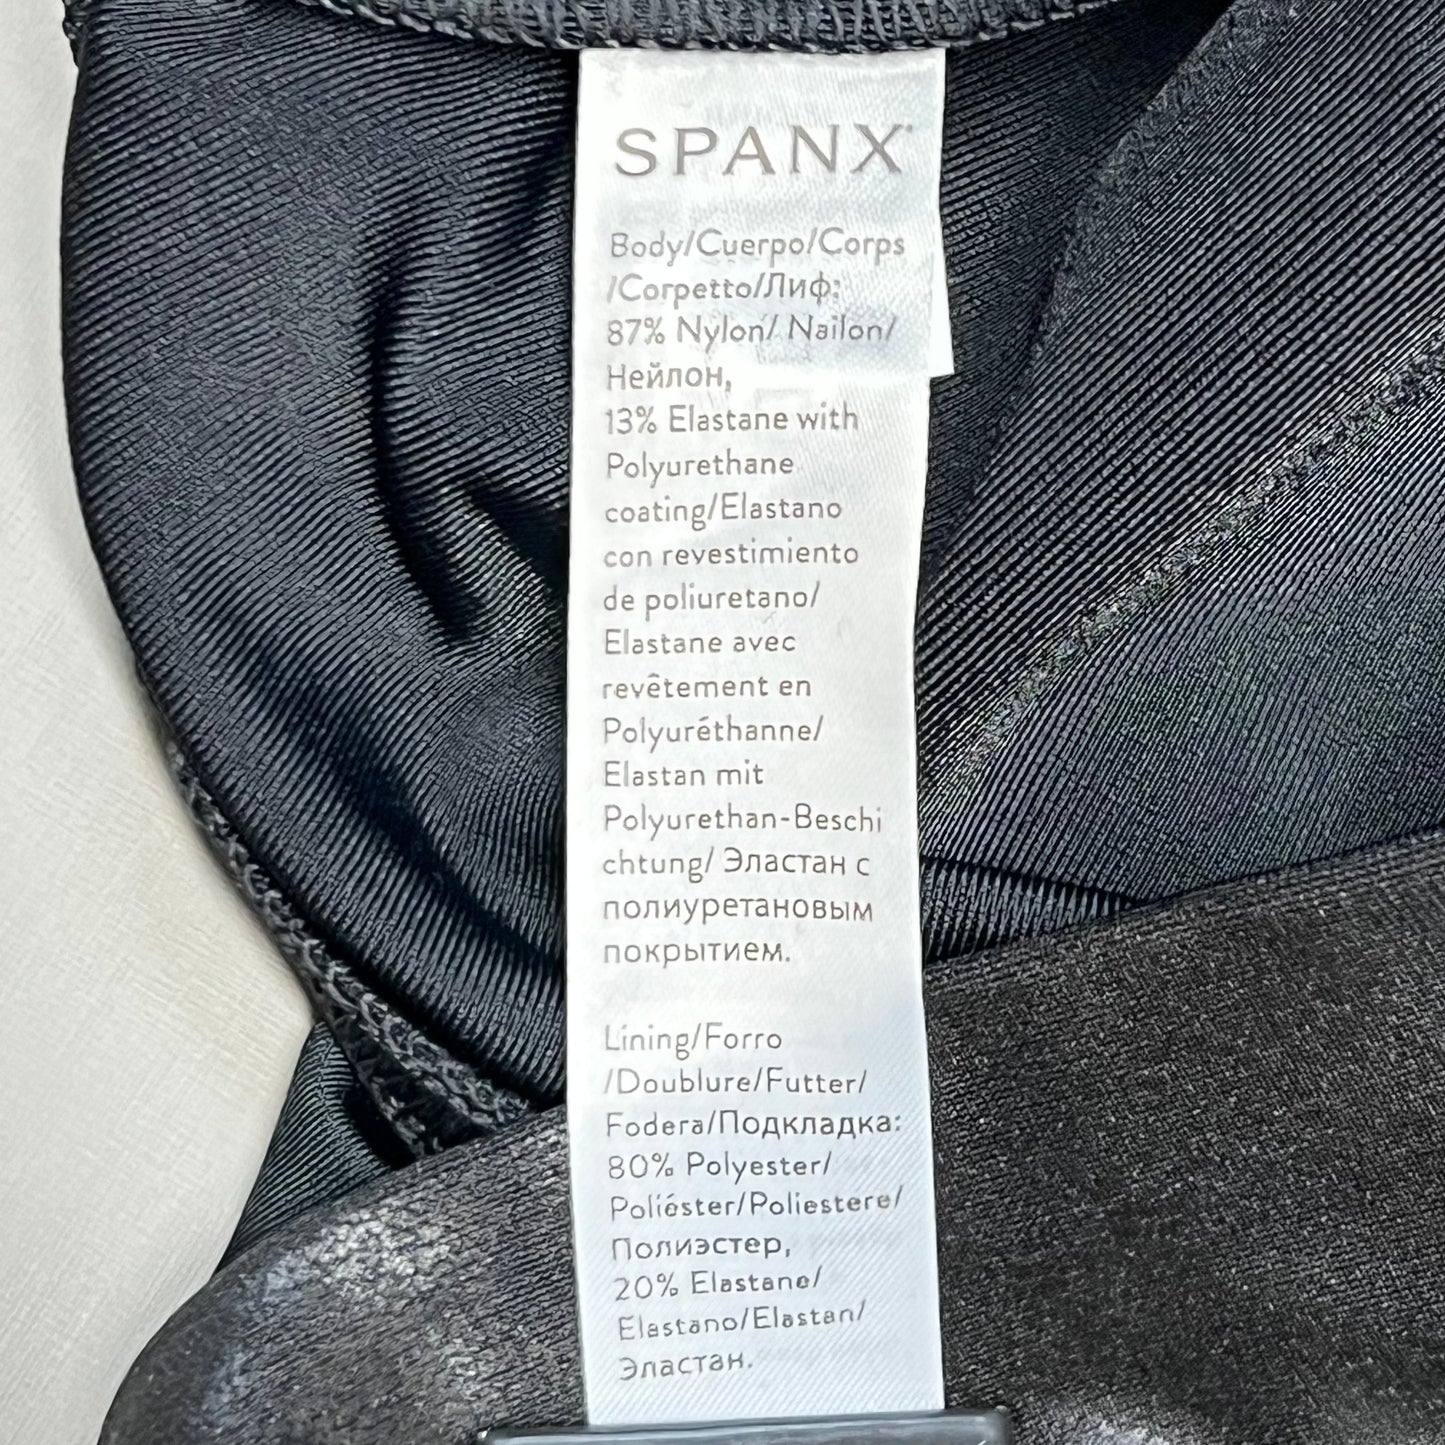 SPANX
Body/Cuerpo/Corps
/Corpetto/Лиф:
87% Nylon/ Nailon/
Нейлон,
13% Elastane with
Polyurethane
coating/Elastano
con revestimiento
de poliuretano/
Elastane avec
revêtement en
Polyuréthanne/
Elastan mit
Polyurethan-Beschi
chtung/ Эластан с
полиуретановым
покрытием.
Lining/Forro
/Doublure/Futter/
Fodera/Подкладка:
80% Polyester/
Poliéster/Poliestere/
Полиэстер,
20% Elastane/
Elastano/Elastan/
Эластан.